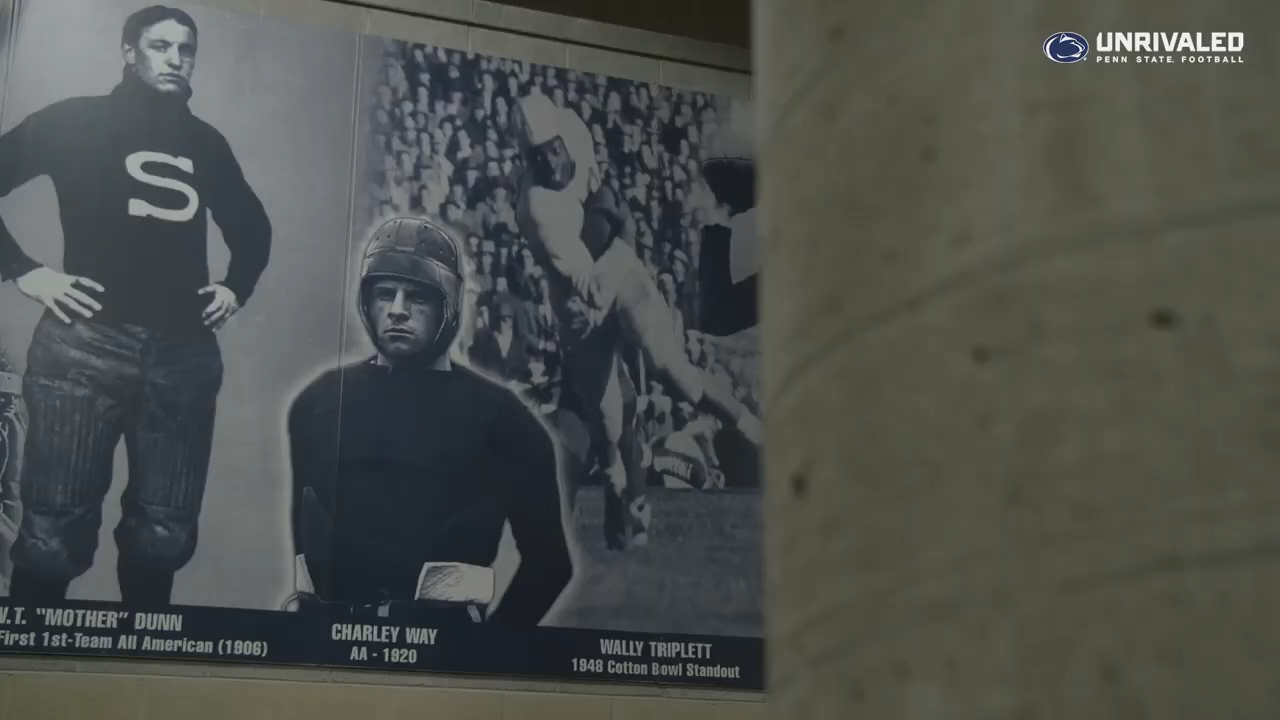 UNRIVALED
PENN STATE. FOOTBALL
S
W.T. "MOTHER" DUNN
First 1st-Team All American (1906)
CHARLEY WAY
AA - 1920
WALLY TRIPLETT
1948 Cotton Bowl Standout